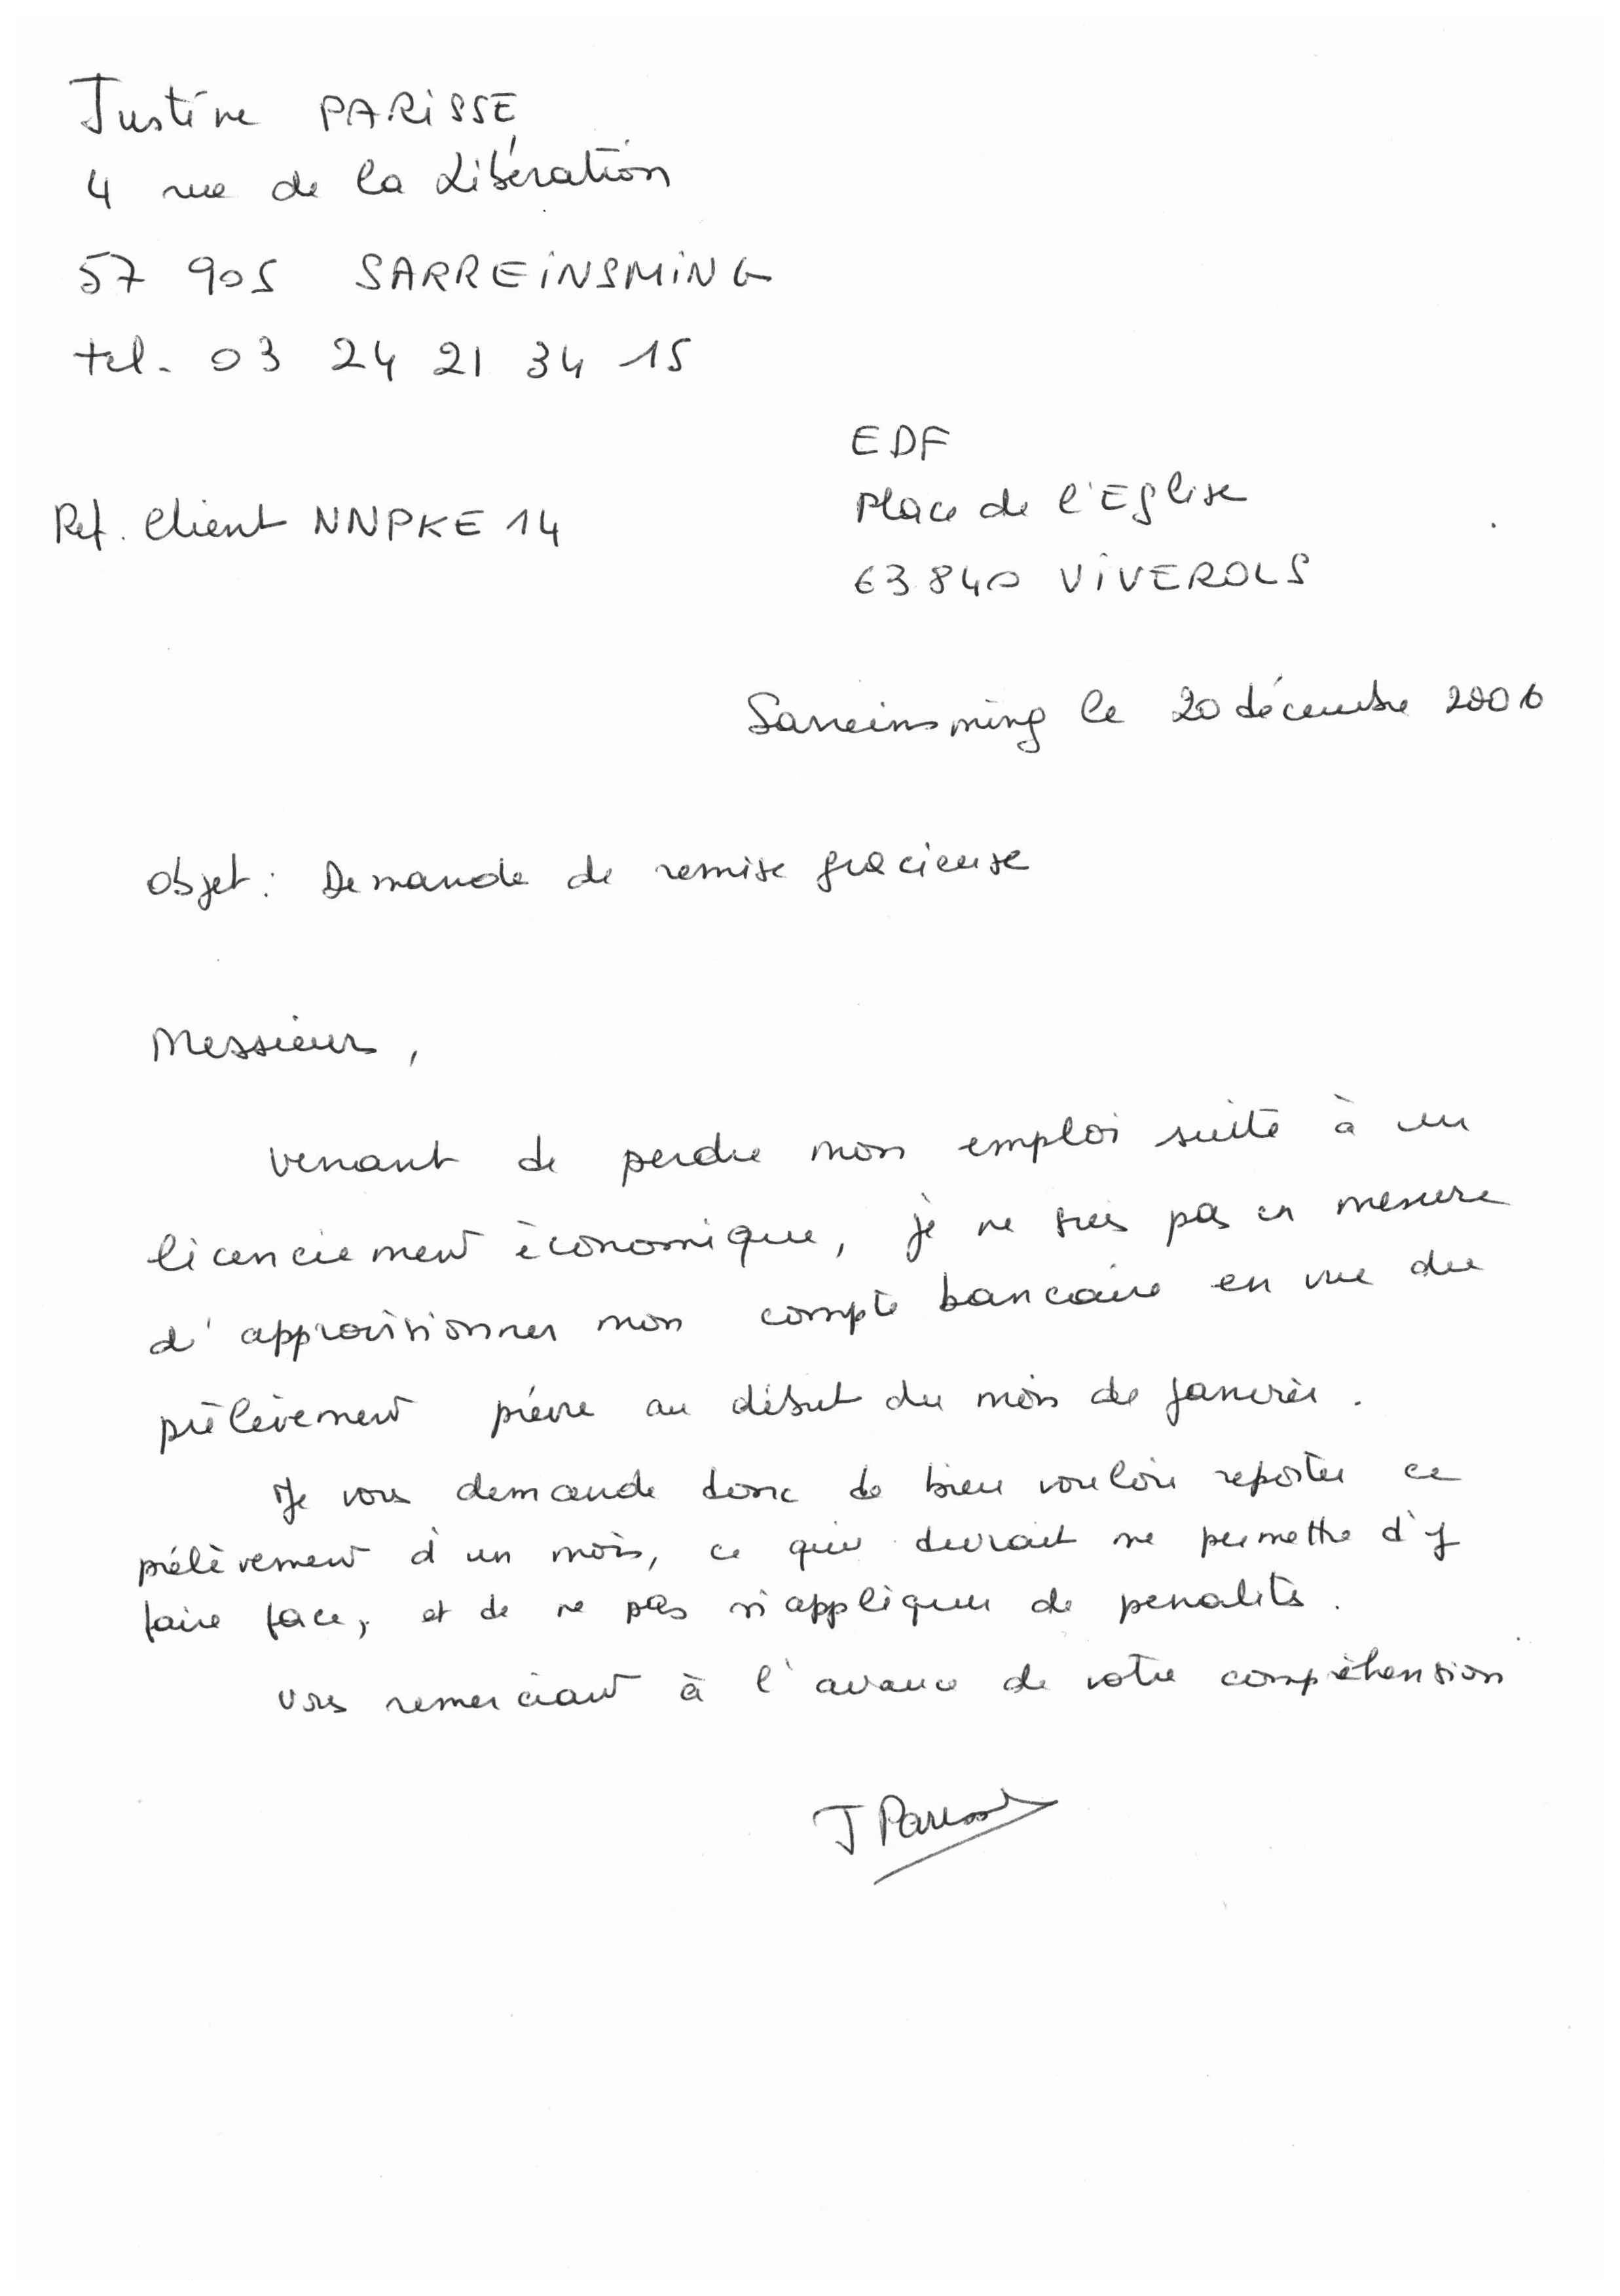 Justine PARISSE
4 rue de la Libération
57 905 SARREINSMING
tel. 03 24 21 34 15
EDF
Place de l'Eglise
Ref. Client NNPKE 14
63840 VIVEROLS
Sarreinsming le 20 décembre 2006
Objet : Demande de remise gracieuse
Messieurs,
venant de perdre mon emploi suite à un
licenciement économique, je ne suis pas en mesure
d'approvisionner mon compte bancaire en vue du
prélèvement prévu au début du mois de janvier.
Je vous demande donc de bien vouloir reporter ce
prélèvement d'un mois, ce qui devrait me permettre d'y
faire face, et de ne pas m'appliquer de penalités.
Vous remerciant à l'avance de votre compréhension
J Parisse